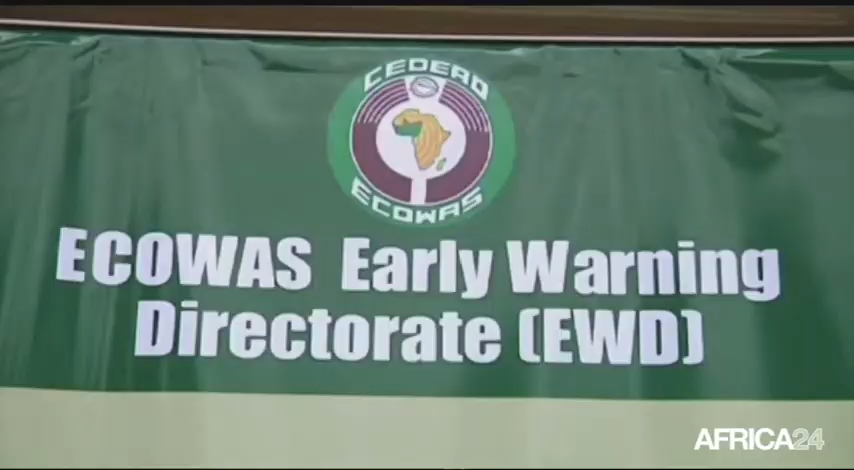 CEDEAO
ECOWAS
ECOWAS Early Warning
Directorate (EWD)
AFRICA24